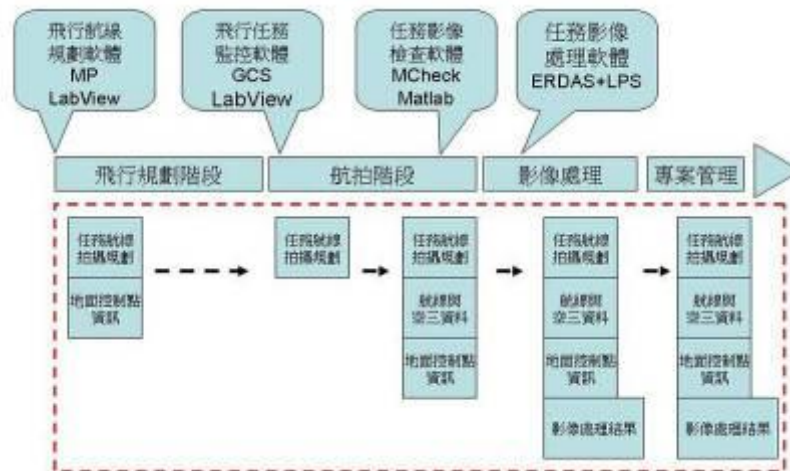 飛行航線
規劃軟體
MP
LabView
飛行任務
監控軟體
GCS
LabView
任務影像
檢查軟體
MCheck
Matlab
任務影像
處理軟體
ERDAS+LPS
飛行規劃階段
航拍階段
影像處理
專案管理
任務航線
拍攝規劃
地面控制點
資訊
任務航線
拍攝規劃
任務航線
拍攝規劃
航線與
空三資料
地面控制點
資訊
任務航線
拍攝規劃
航線與
空三資料
地面控制點
資訊
影像處理結果
任務航線
拍攝規劃
航線與
空三資料
地面控制點
資訊
影像處理結果